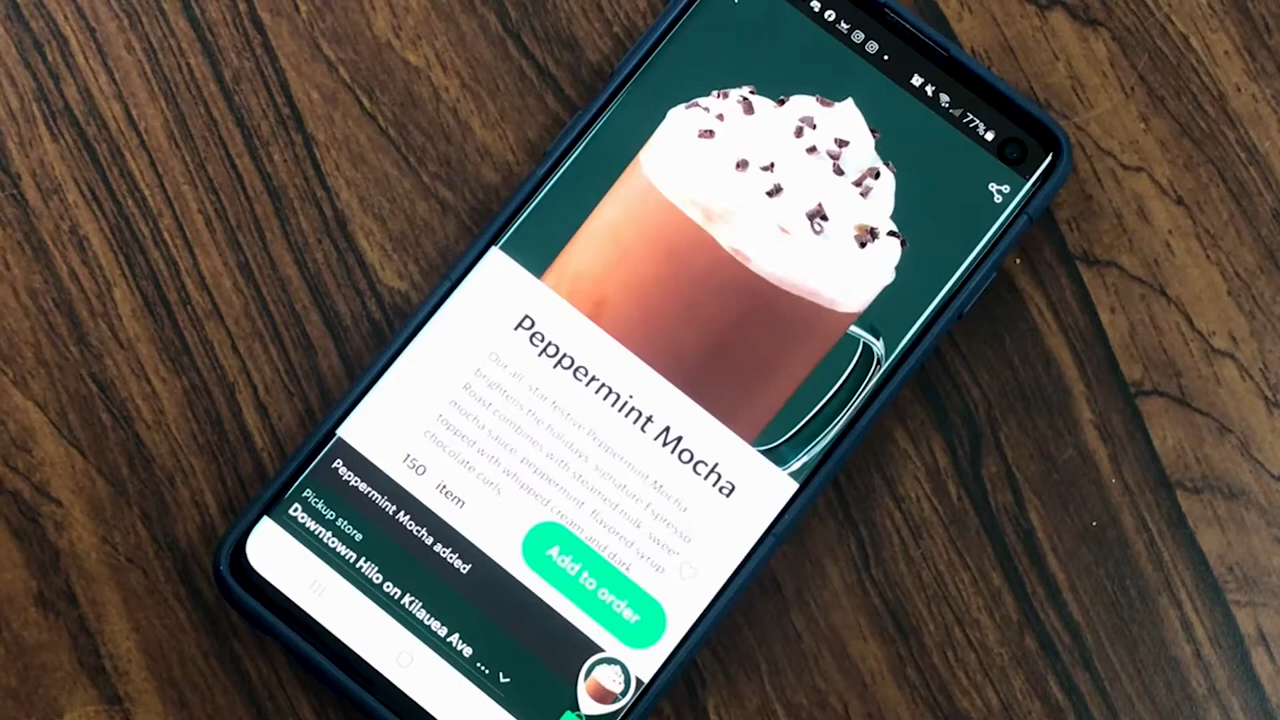 77%
Peppermint Mocha
Our all-star festive Peppermint Mocha
brightens the holidays. signature Espresso
Roast combines with steamed milk, sweet
mocha sauce, peppermint-flavored syrup
topped with whipped cream and dark
chocolate curls.
150 item
Add to order
Peppermint Mocha added
Pickup store
Downtown Hilo on Kilauea Ave ...